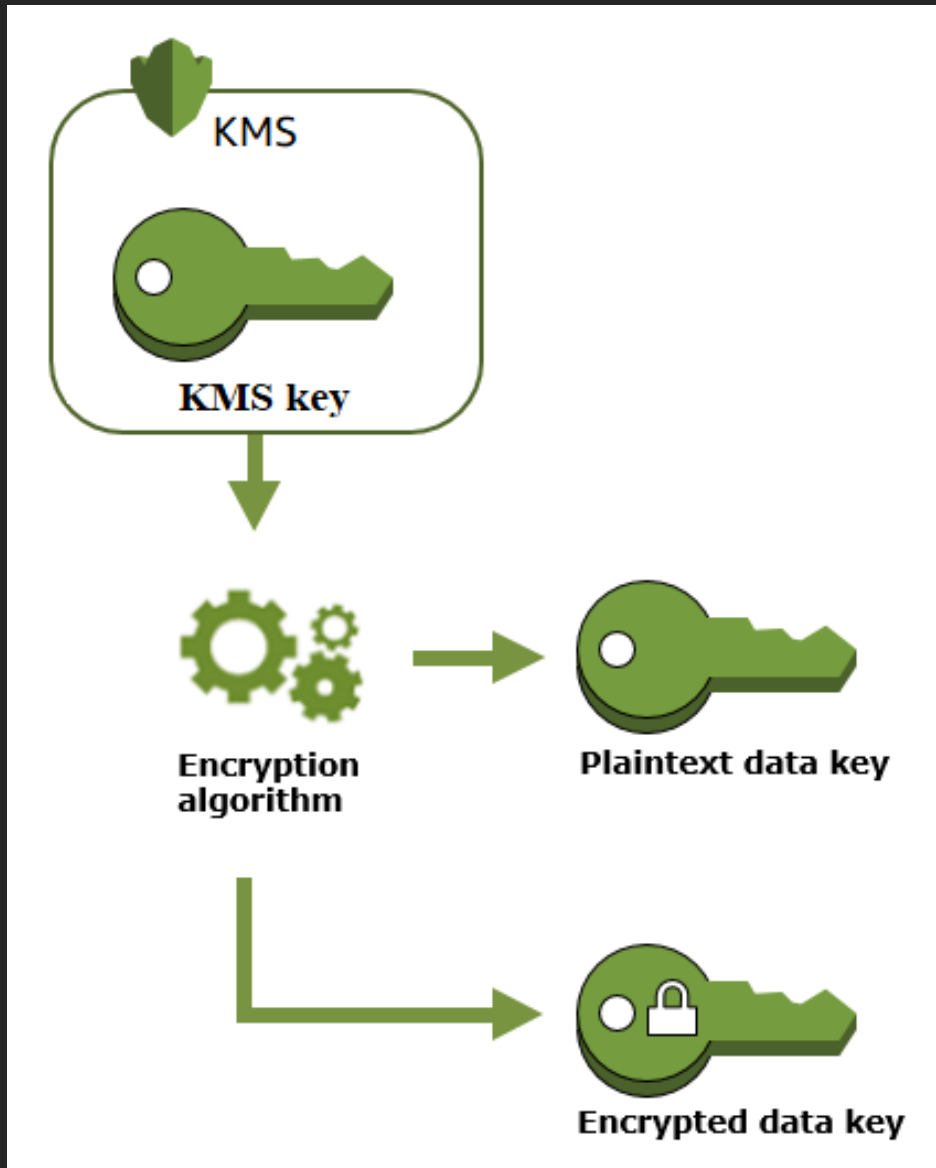 KMS
KMS key
Encryption
algorithm
Plaintext data key
Encrypted data key